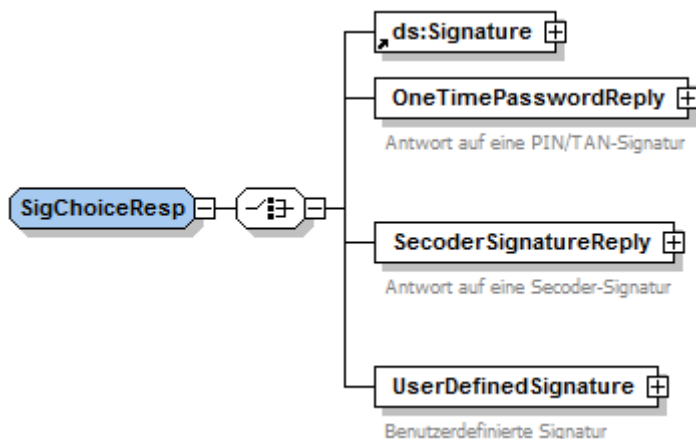 ds:Signature
OneTimePasswordReply
Antwort auf eine PIN/TAN-Signatur
SigChoiceResp
SecoderSignatureReply
Antwort auf eine Secoder-Signatur
UserDefinedSignature
Benutzerdefinierte Signatur